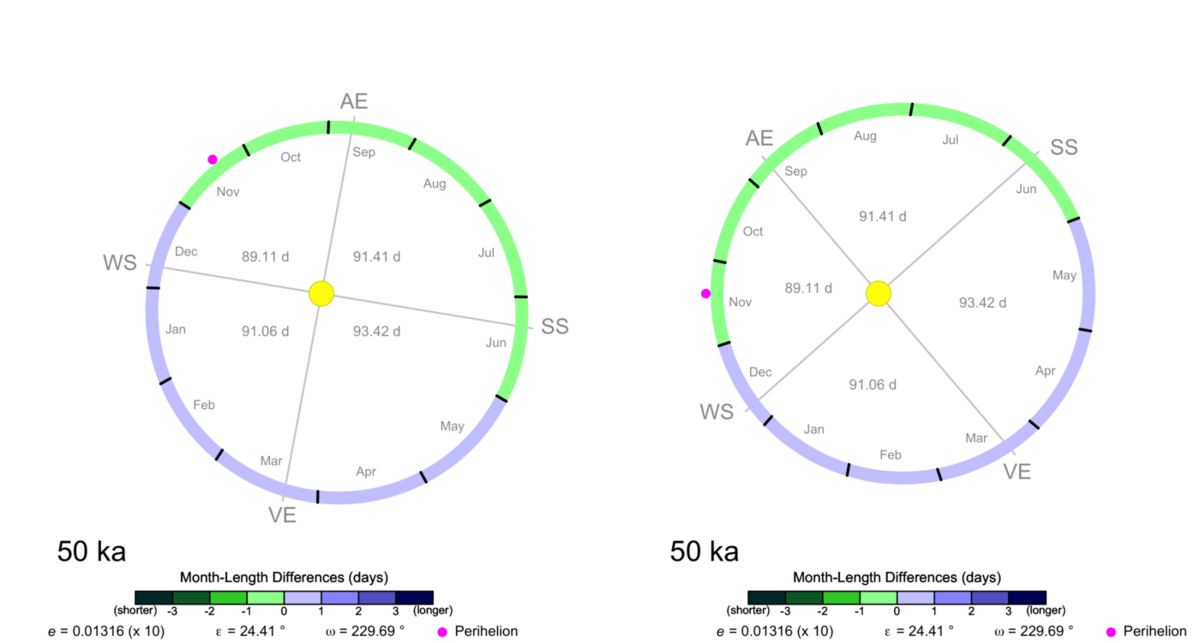 AE
Oct
Sep
Nov
Aug
Dec
89.11 d
91.41 d
Jul
WS
SS
Jan
91.06 d
93.42 d
Jun
Feb
May
Mar
Apr
VE
50 ka
Month-Length Differences (days)
(shorter) -3 -2 -1 0 1 2 3 (longer)
e = 0.01316 (x 10) ε = 24.41 ° ω = 229.69 ° Perihelion
AE
Aug
Jul
SS
Sep
Jun
91.41 d
Oct
May
Nov
89.11 d
93.42 d
Dec
91.06 d
Apr
WS
Jan
Mar
Feb
VE
50 ka
Month-Length Differences (days)
(shorter) -3 -2 -1 0 1 2 3 (longer)
e = 0.01316 (x 10) ε = 24.41 ° ω = 229.69 ° Perihelion